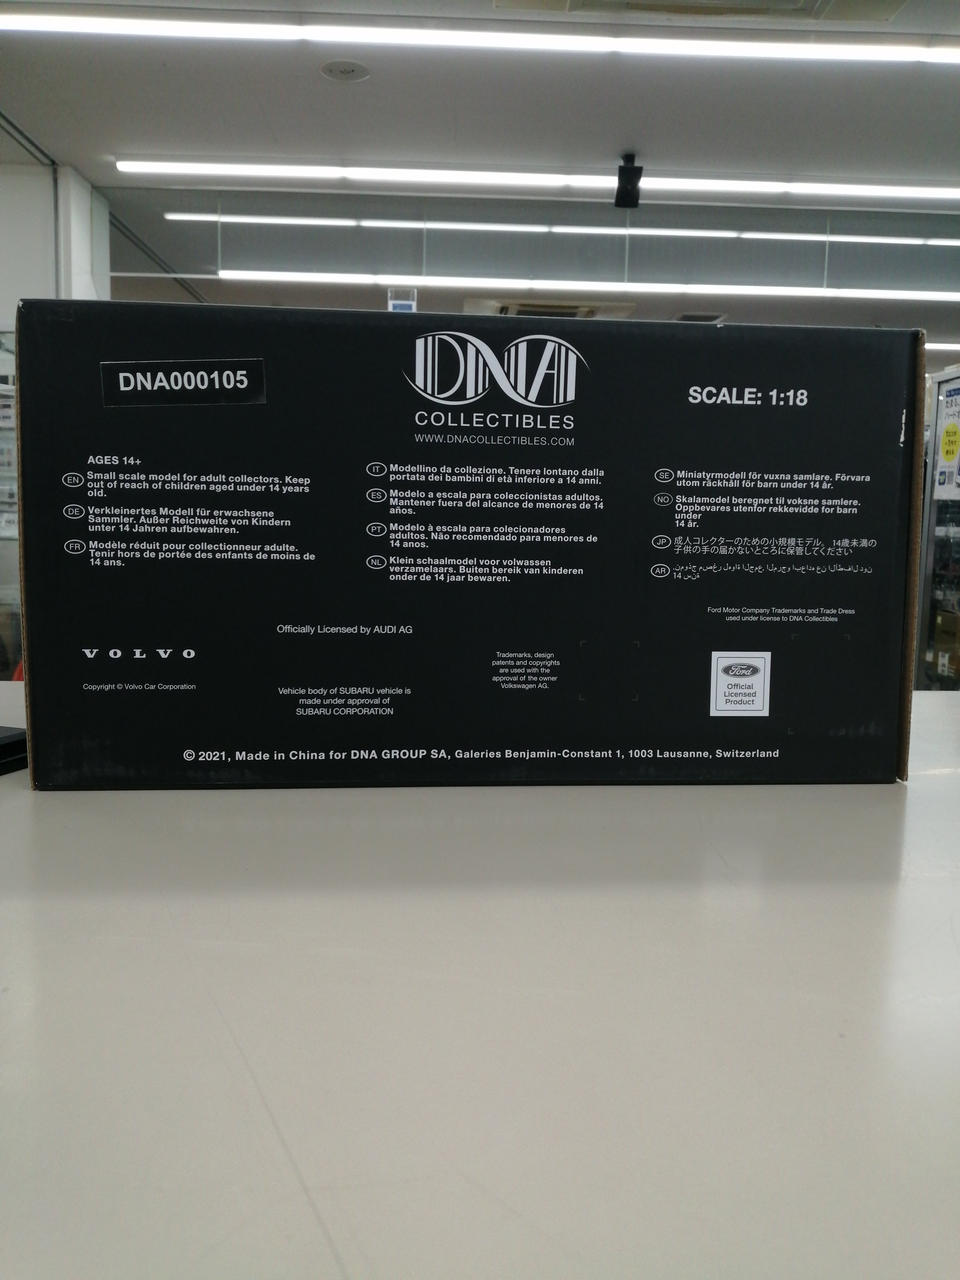 DNA000105
DNA
COLLECTIBLES
WWW.DNACOLLECTIBLES.COM
SCALE: 1:18
AGES 14+
EN Small scale model for adult collectors. Keep
out of reach of children aged under 14 years
old.
DE Verkleinertes Modell für erwachsene
Sammler. Außer Reichweite von Kindern
unter 14 Jahren aufbewahren.
FR Modèle réduit pour collectionneur adulte.
Tenir hors de portée des enfants de moins de
14 ans.
IT Modellino da collezione. Tenere lontano dalla
portata dei bambini di età inferiore a 14 anni.
ES Modelo a escala para coleccionistas adultos.
Mantener fuera del alcance de menores de 14
años.
PT Modelo à escala para colecionadores
adultos. Não recomendado para menores de
14 anos.
NL Klein schaalmodel voor volwassen
verzamelaars. Buiten bereik van kinderen
onder de 14 jaar bewaren.
SE Miniatyrmodell för vuxna samlare. Förvara
utom räckhåll för barn under 14 år.
NO Skalamodel beregnet til voksne samlere.
Oppbevares utenfor rekkevidde for barn
under
14 år.
JP 成人コレクターのための小規模モデル。14歳未満の
子供の手の届かないところに保管してください
AR
14
Ford Motor Company Trademarks and Trade Dress
used under license to DNA Collectibles
Officially Licensed by AUDI AG
VOLVO
Copyright © Volvo Car Corporation
Vehicle body of SUBARU vehicle is
made under approval of
SUBARU CORPORATION
Trademarks, design
patents and copyrights
are used with the
approval of the owner
Volkswagen AG.
Ford
Official
Licensed
Product
© 2021, Made in China for DNA GROUP SA, Galeries Benjamin-Constant 1, 1003 Lausanne, Switzerland